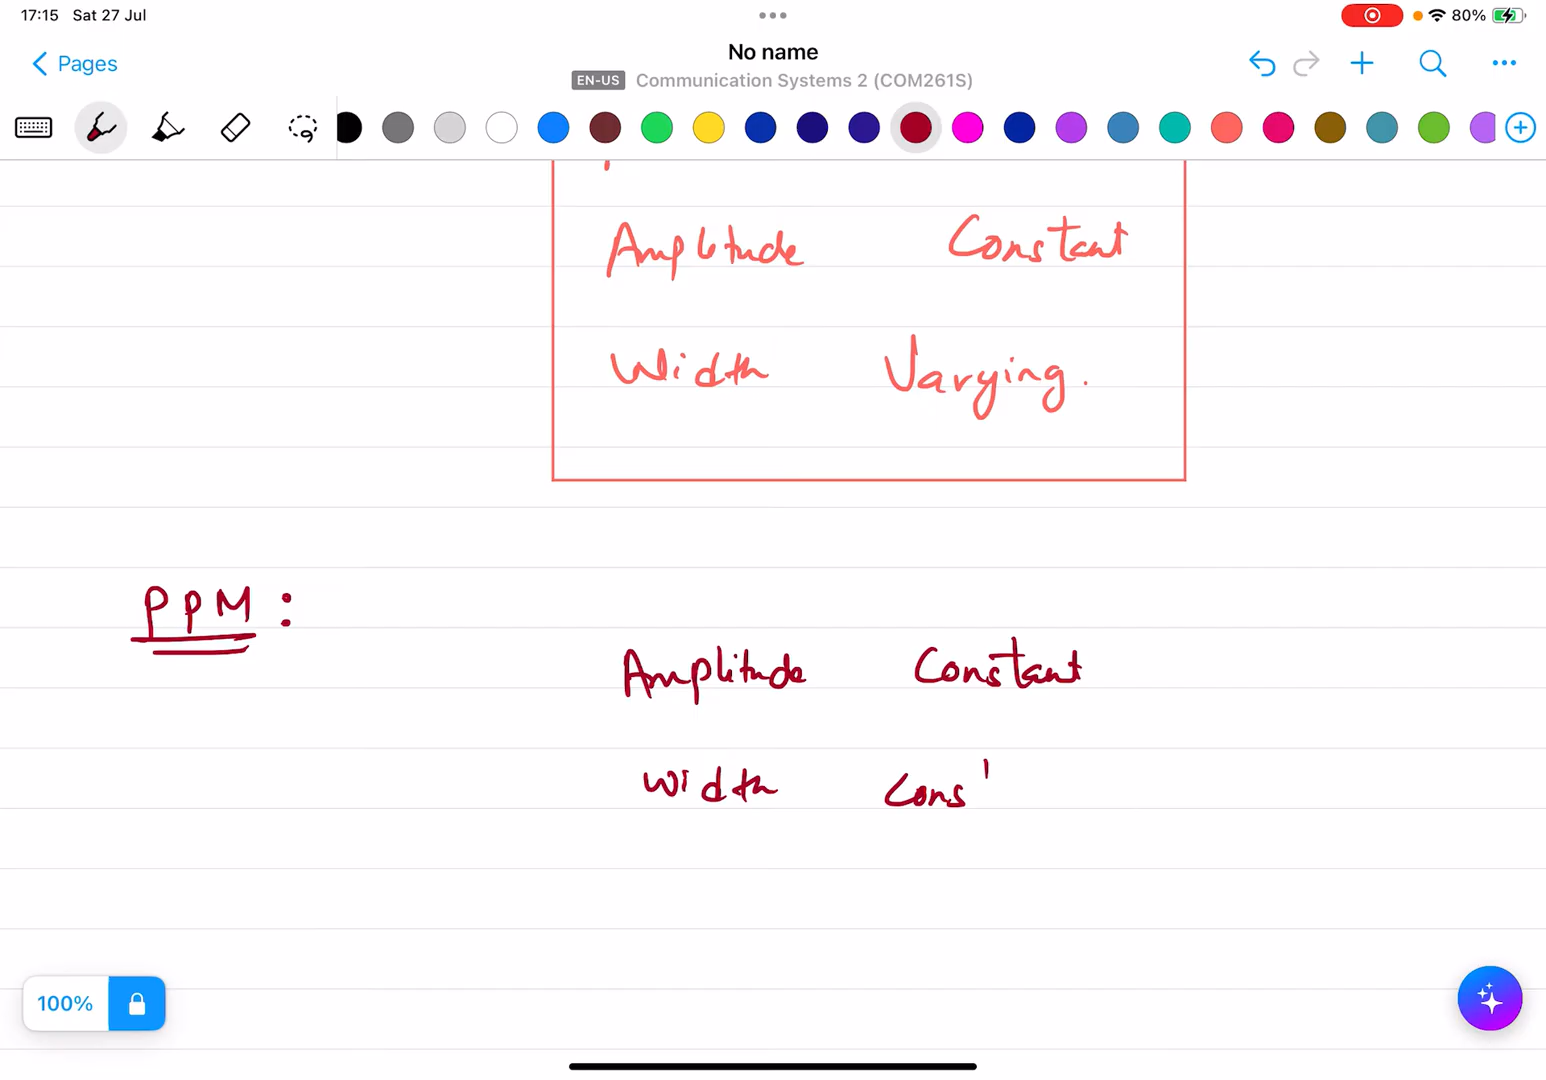 17:15 Sat 27 Jul
80%
Pages
No name
EN-US Communication Systems 2 (COM261S)
Amplitude Constant
Width Varying.
PPM:
Amplitude Constant
Width Cons
100%